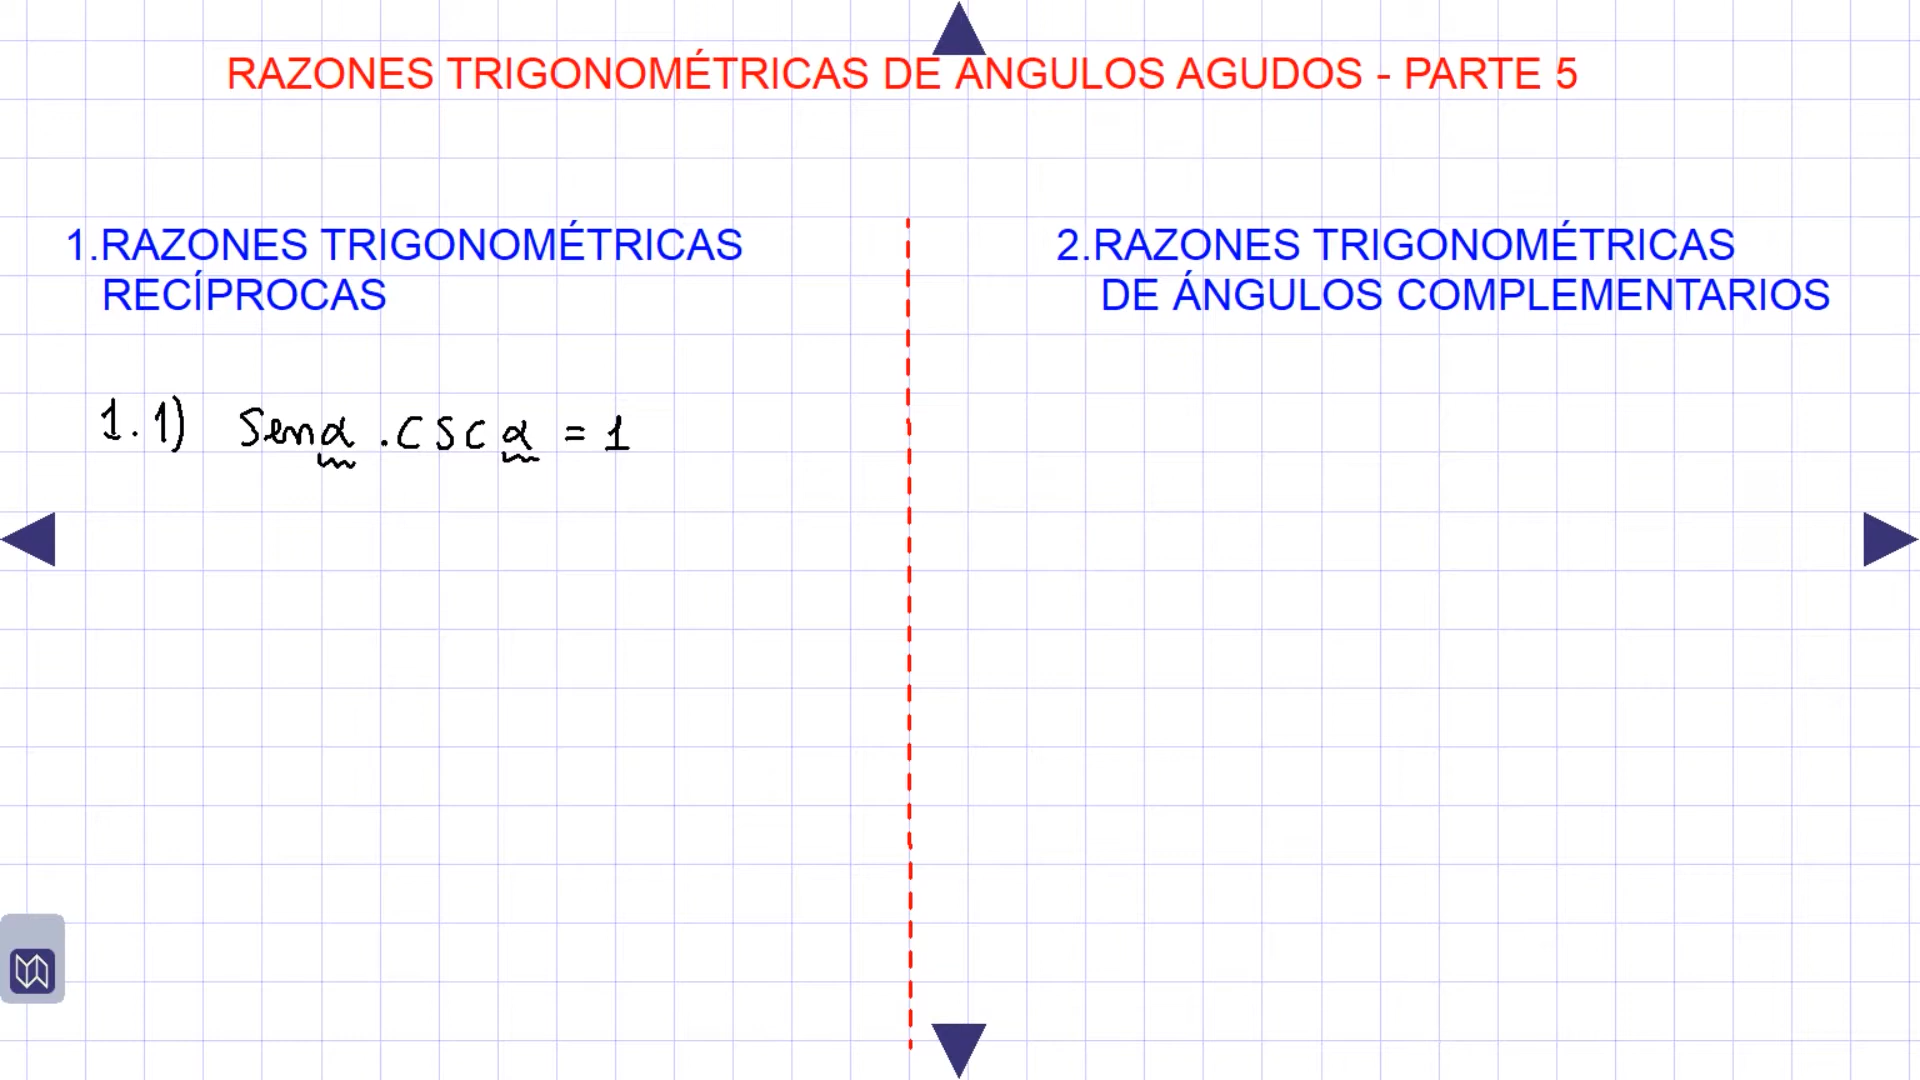 RAZONES TRIGONOMÉTRICAS DE ANGULOS AGUDOS - PARTE 5
1.RAZONES TRIGONOMÉTRICAS
RECÍPROCAS
1.1) Senα . CSC α = 1
2.RAZONES TRIGONOMÉTRICAS
DE ÁNGULOS COMPLEMENTARIOS